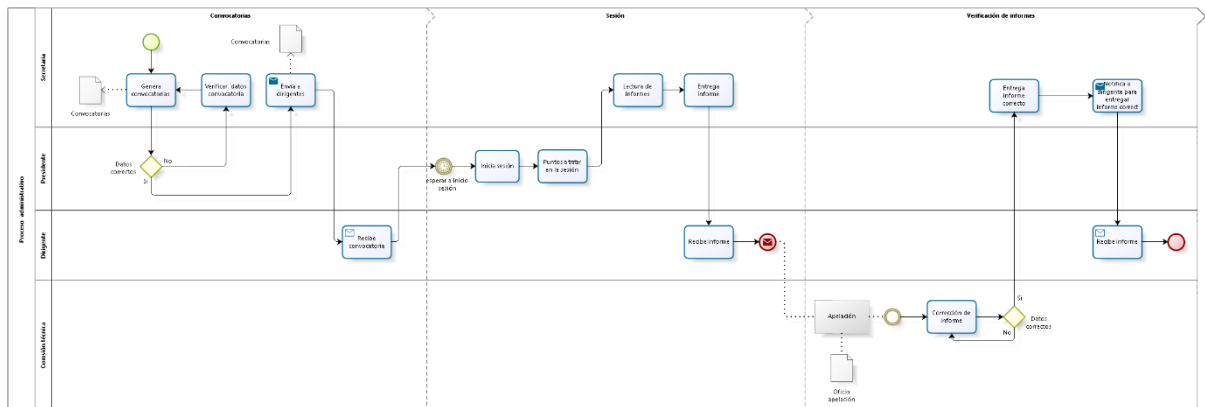 Convocatorias
Sesión
Verificación de informes
Proceso administrativo
Secretaria
Presidente
Dirigente
Comisión técnica
Convocatorias
Genera
convocatorias
Verificar datos
convocatoria
Envia a
dirigentes
Convocatorias
Datos
correctos
No
Si
Recibe
convocatoria
esperar a inicio
sesión
Inicia sesión
Puntos a tratar
en la sesión
Lectura de
informes
Entrega
informe
Recibe informe
Apelación
Oficio
apelación
Corrección de
informe
Si
No
Datos
correctos
Entrega
informe
correcto
Notifica a
dirigente para
entregar
informe correct
Recibe informe